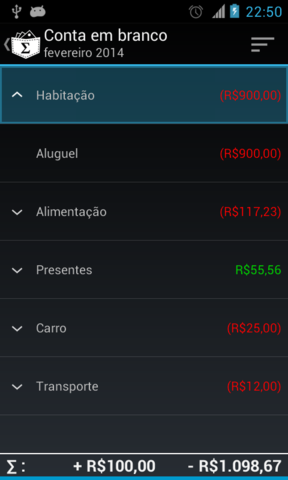 22:50
Conta em branco
fevereiro 2014
Σ
Habitação (R$900,00)
Aluguel (R$900,00)
Alimentação (R$117,23)
Presentes R$55,56
Carro (R$25,00)
Transporte (R$12,00)
Σ : + R$100,00 - R$1.098,67